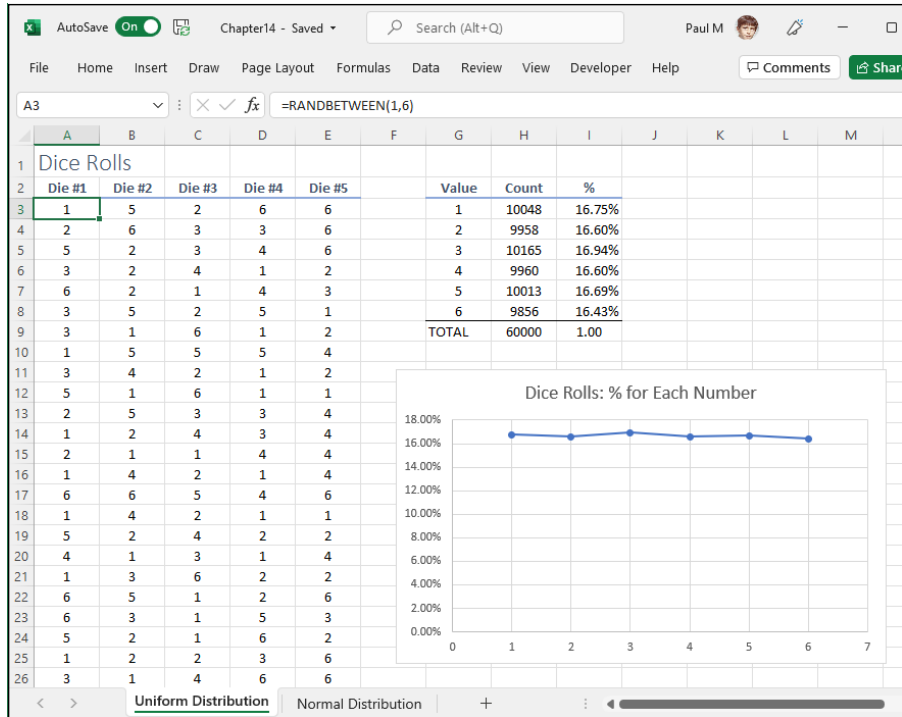 AutoSave On Chapter14 - Saved Search (Alt+Q) Paul M
File Home Insert Draw Page Layout Formulas Data Review View Developer Help Comments Shar
A3 fx =RANDBETWEEN(1,6)
A B C D E F G H I J K L M
1 Dice Rolls
2 Die #1 Die #2 Die #3 Die #4 Die #5 Value Count %
3 1 5 2 6 6 1 10048 16.75%
4 2 6 3 3 6 2 9958 16.60%
5 5 2 3 4 6 3 10165 16.94%
6 3 2 4 1 2 4 9960 16.60%
7 6 2 1 4 3 5 10013 16.69%
8 3 5 2 5 1 6 9856 16.43%
9 3 1 6 1 2 TOTAL 60000 1.00
10 1 5 5 5 4
11 3 4 2 1 2
12 5 1 6 1 1
13 2 5 3 3 4
14 1 2 4 3 4
15 2 1 1 4 4
16 1 4 2 1 4
17 6 6 5 4 6
18 1 4 2 1 1
19 5 2 4 2 2
20 4 1 3 1 4
21 1 3 6 2 2
22 6 5 1 2 6
23 6 3 1 5 3
24 5 2 1 6 2
25 1 2 2 3 6
26 3 1 4 6 6
Dice Rolls: % for Each Number
18.00%
16.00%
14.00%
12.00%
10.00%
8.00%
6.00%
4.00%
2.00%
0.00%
0 1 2 3 4 5 6 7
Uniform Distribution Normal Distribution